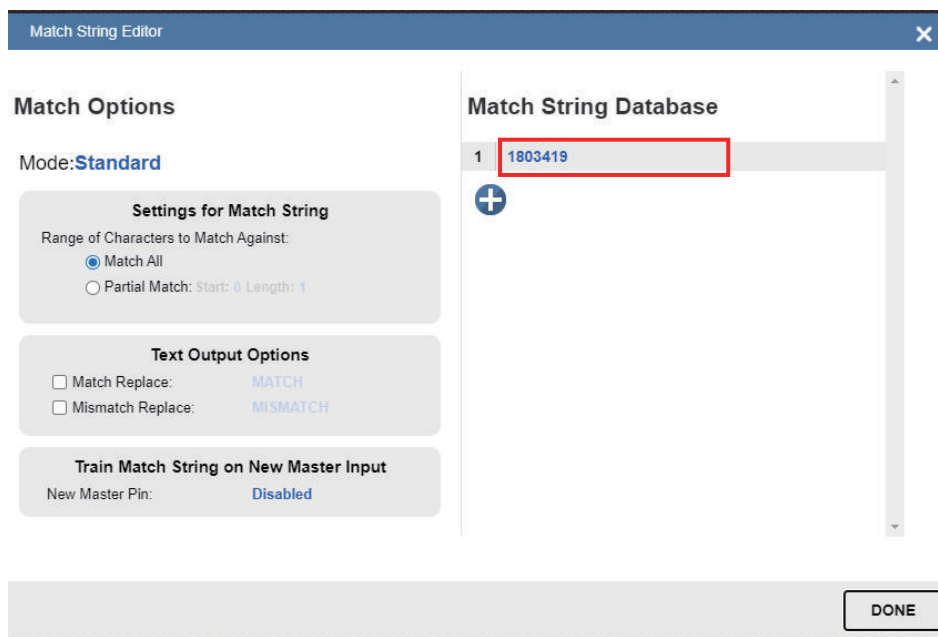 Match String Editor
Match Options
Mode:Standard
Settings for Match String
Range of Characters to Match Against:
Match All
Partial Match: Start: 0 Length: 1
Text Output Options
Match Replace: MATCH
Mismatch Replace: MISMATCH
Train Match String on New Master Input
New Master Pin: Disabled
Match String Database
1 1803419
DONE